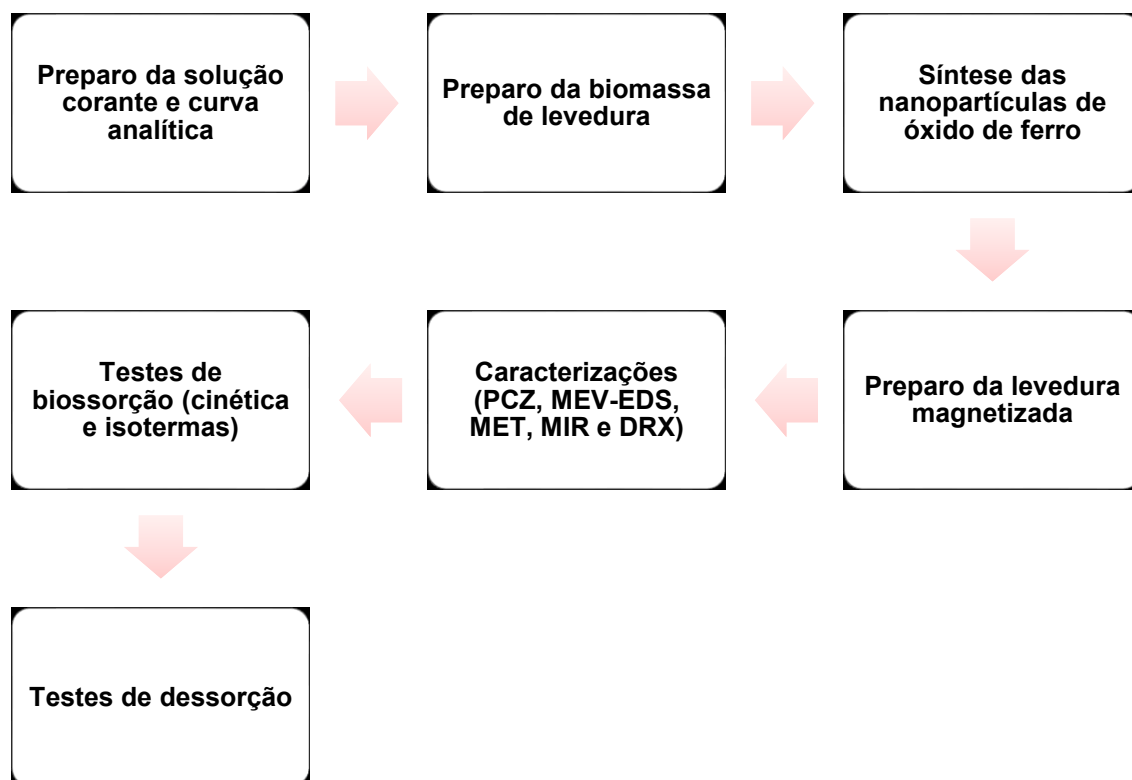 Preparo da solução
corante e curva
analítica
Preparo da biomassa
de levedura
Síntese das
nanopartículas de
óxido de ferro
Preparo da levedura
magnetizada
Caracterizações
(PCZ, MEV-EDS,
MET, MIR e DRX)
Testes de
biossorção (cinética
e isotermas)
Testes de dessorção